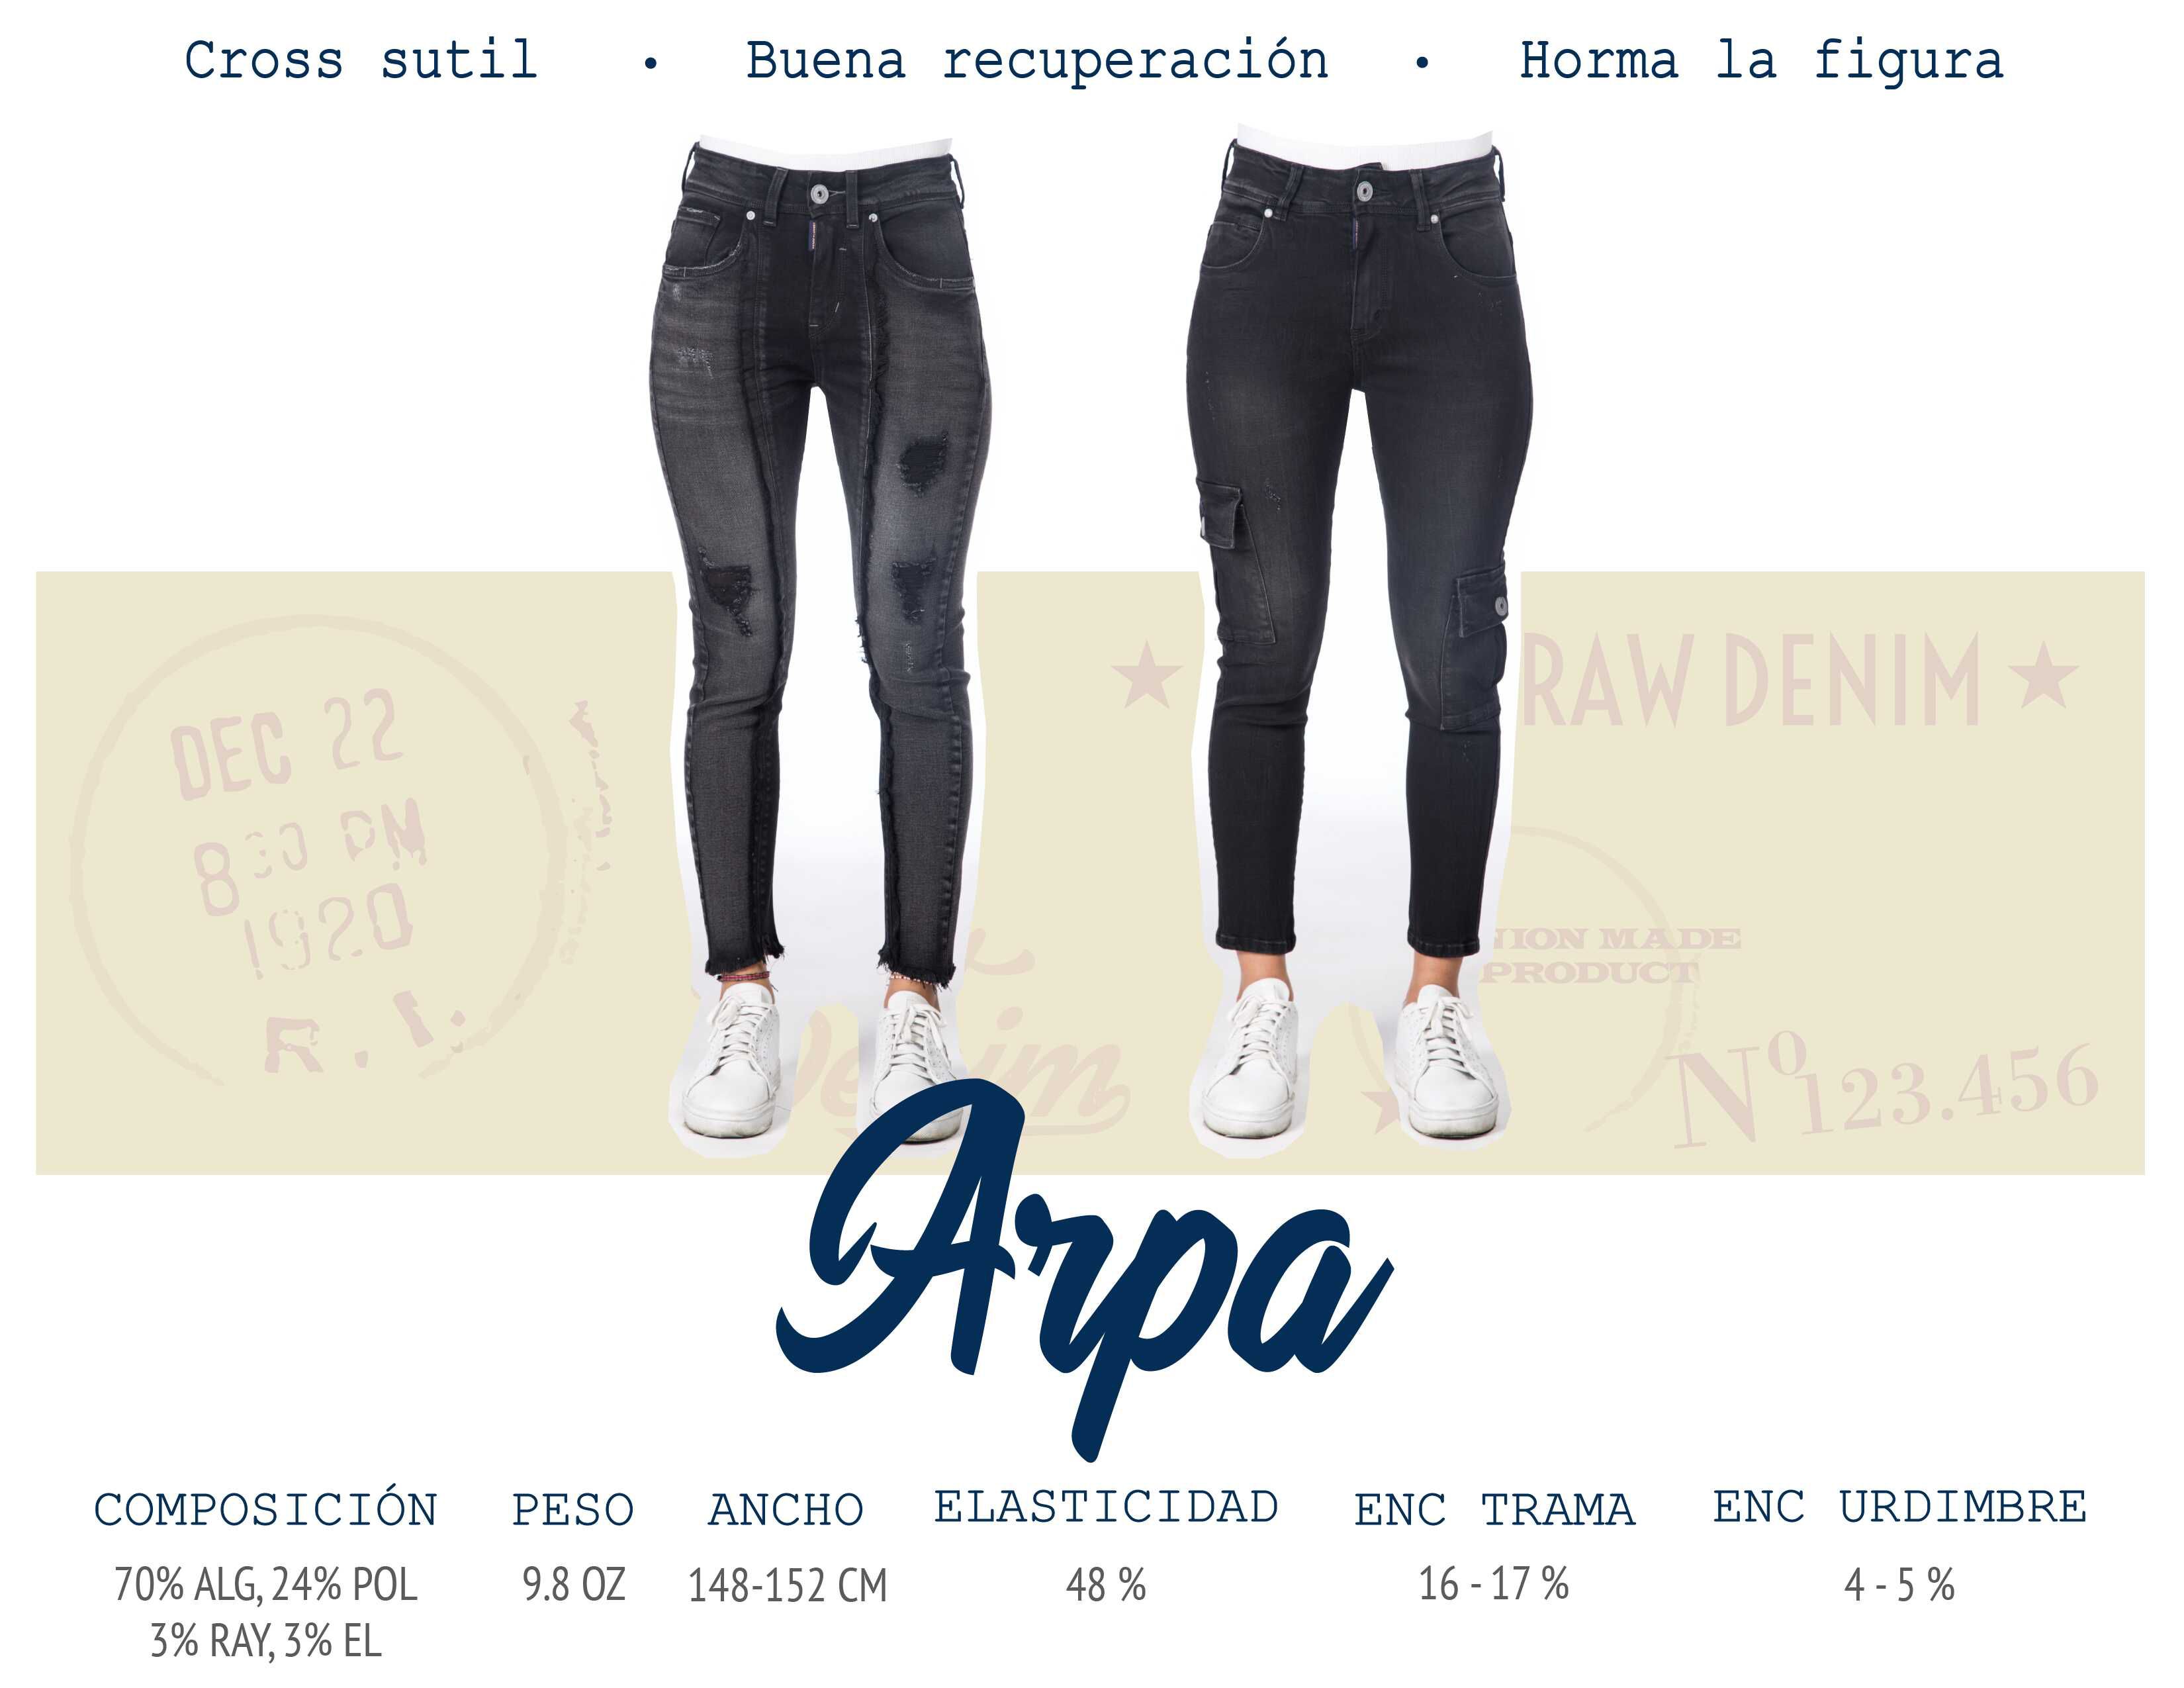 Cross sutil • Buena recuperación • Horma la figura
DEC 22
8 30 PM
1920
R. I.
★ RAW DENIM ★
NION MADE
PRODUCT
Denim
Nº 123.456
Arpa
COMPOSICIÓN PESO ANCHO ELASTICIDAD ENC TRAMA ENC URDIMBRE
70% ALG, 24% POL 9.8 OZ 148-152 CM 48 % 16 - 17 % 4 - 5 %
3% RAY, 3% EL